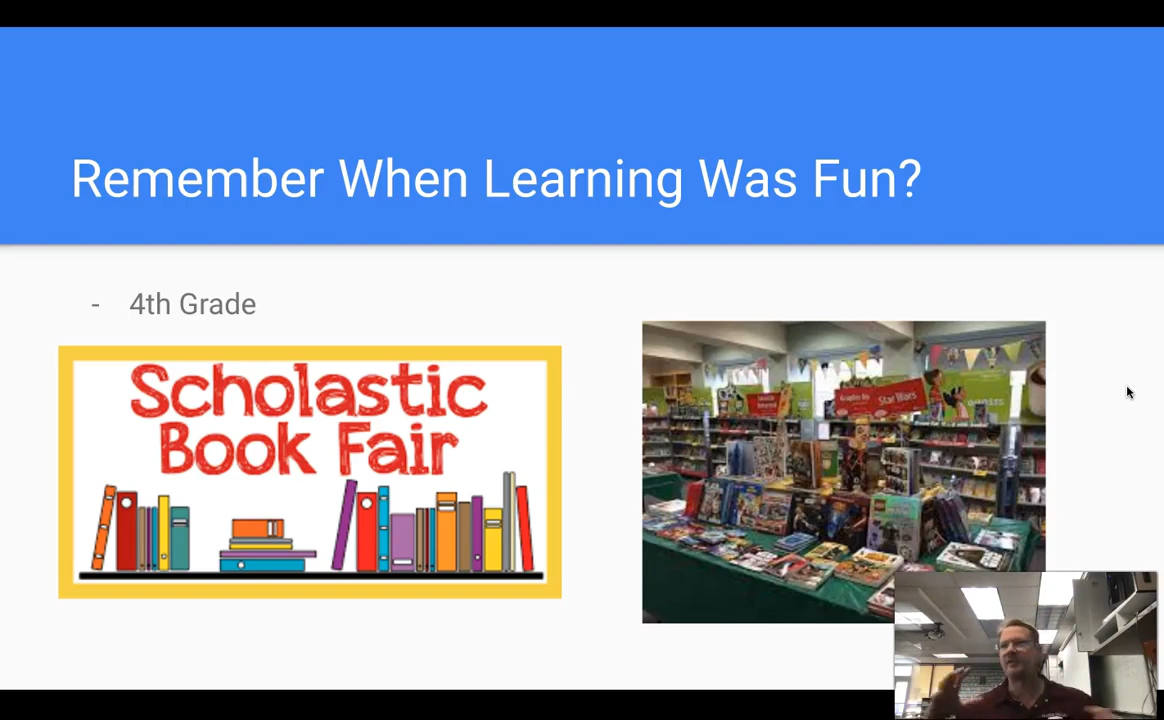 Remember When Learning Was Fun?
- 4th Grade
Scholastic
Book Fair
Star Wars